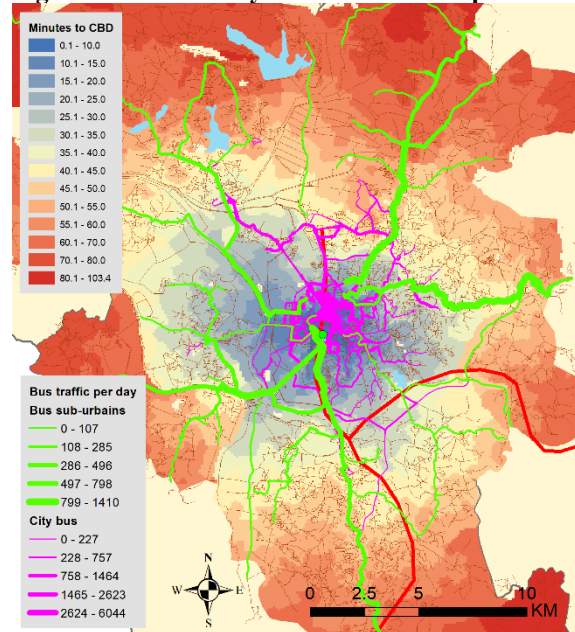 Minutes to CBD
0.1 - 10.0
10.1 - 15.0
15.1 - 20.0
20.1 - 25.0
25.1 - 30.0
30.1 - 35.0
35.1 - 40.0
40.1 - 45.0
45.1 - 50.0
50.1 - 55.0
55.1 - 60.0
60.1 - 70.0
70.1 - 80.0
80.1 - 103.4
Bus traffic per day
Bus sub-urbains
0 - 107
108 - 285
286 - 496
497 - 798
799 - 1410
City bus
0 - 227
228 - 757
758 - 1464
1465 - 2623
2624 - 6044
N
W E
S
0 2.5 5 10
KM